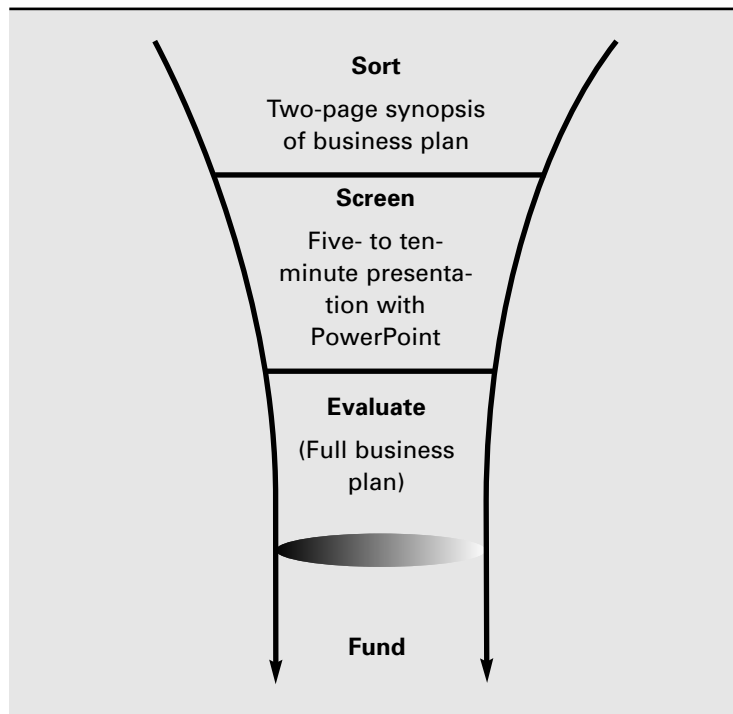 Sort
Two-page synopsis
of business plan
Screen
Five- to ten-
minute presenta-
tion with
PowerPoint
Evaluate
(Full business
plan)
Fund